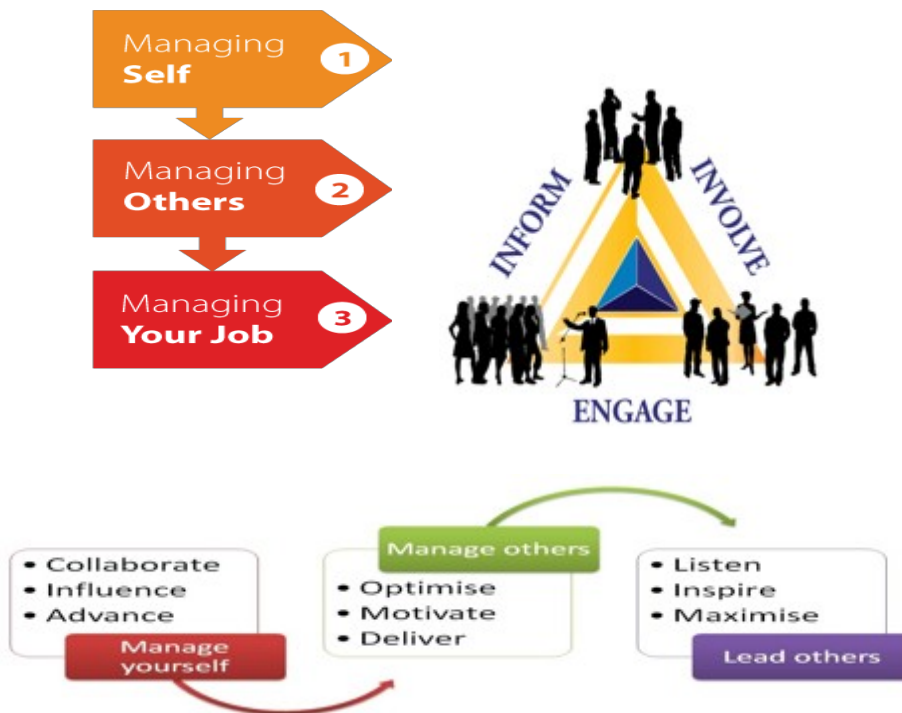 Managing
Self
1
Managing
Others
2
Managing
Your Job
3
INFORM
INVOLVE
ENGAGE
• Collaborate
• Influence
• Advance
Manage
yourself
Manage others
• Optimise
• Motivate
• Deliver
• Listen
• Inspire
• Maximise
Lead others